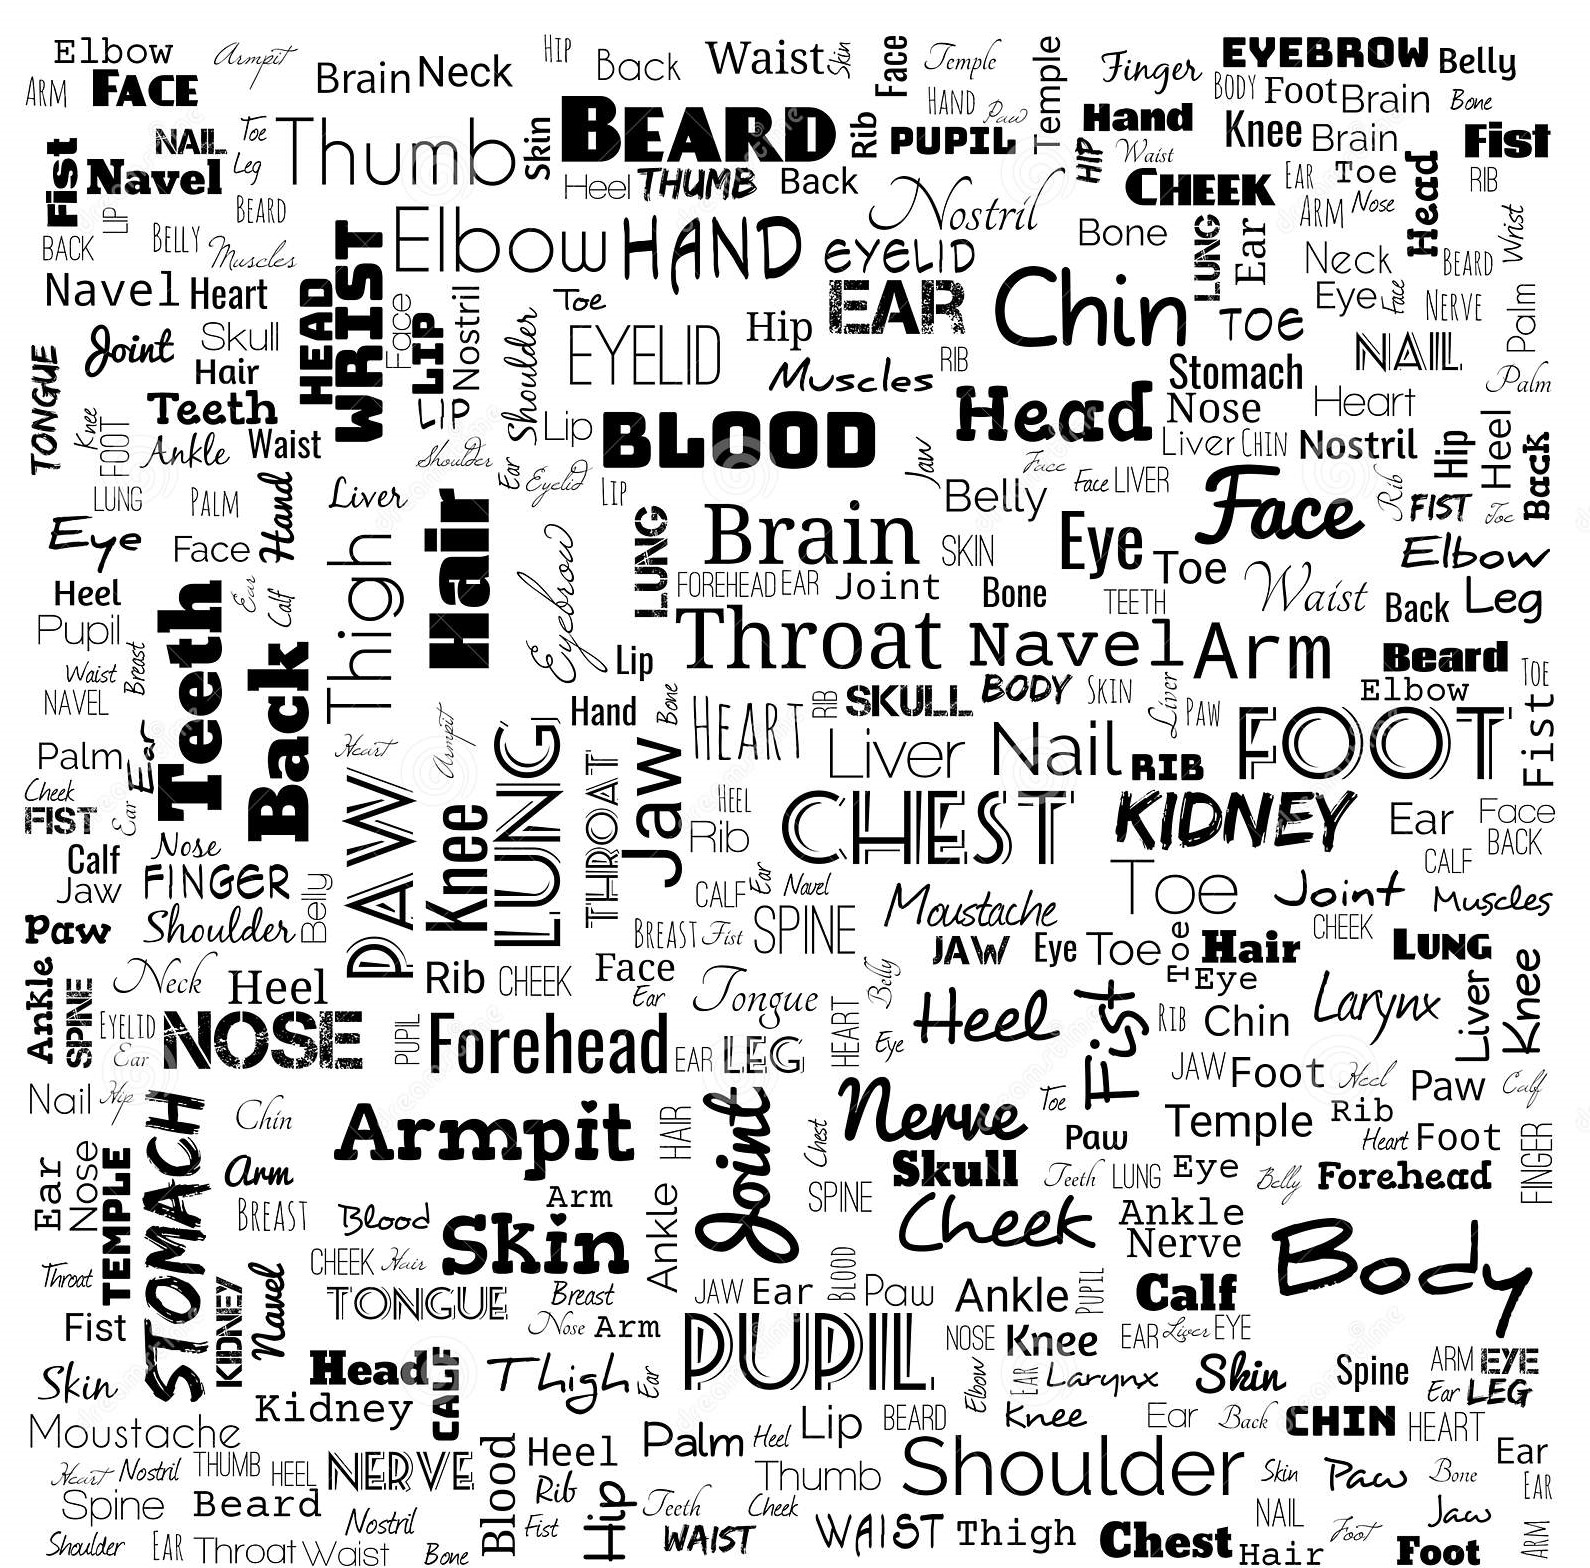 Elbow Armpit Brain Neck Hip Back Waist Skin Face Temple Temple Finger EYEBROW Belly
Arm Face Hand Paw Body Foot Brain Bone
Fist NAIL Toe Thumb Skin BEARD Rib PUPIL Hand Knee Brain Fist
Navel Leg Heel THUMB Back HIP Waist Cheek Ear Toe Head RIB
Lip Beard Nostril Arm Nose Wrist
BACK Belly Muscles WRIST Elbow HAND EYELID Bone LUNG Ear Neck Beard
Navel Heart HEAD Face LIP Nostril Shoulder Toe Hip EAR Chin TOE Eye Face Nerve Palm
TONGUE Joint Skull EYELID Muscles RIB Stomach NAIL Palm
Hair Teeth LIP Lip BLOOD Head Nose Heart
Knee FOOT Ankle Waist Shoulder Ear Eyelid Lip Jaw Face Liver Chin Nostril Hip Heel Back
LUNG Palm Hand Liver Hair Belly Face LIVER Face Rib FIST Toe
Eye Face Thigh Eyebrow LUNG Brain SKIN Eye Toe Elbow
Heel Ear Calf FOREHEAD EAR Joint Bone TEETH Waist Back Leg
Pupil Teeth Back Throat Navel Arm Beard
Waist Breast Lip Elbow TOE
NAVEL Hand Bone Heart RIB SKULL BODY Skin Liver Paw Fist
Palm Ear Heart Armpit LUNG THROAT Jaw Liver Nail RIB FOOT
Cheek PAW Knee Heel CHEST KIDNEY Ear Face
FIST Ear Nose Rib BACK
Calf Jaw FINGER Belly CALF Ear Navel Toe Joint CALF Muscles
Paw Shoulder Breast Fist SPINE Moustache CHEEK
Ankle SPINE Neck Heel Rib CHEEK Face Ear Tongue Belly JAW Eye Toe Toe Hair Lung
Eyelid NOSE PUPIL Forehead HEART Heel Fist Eye Rib Chin Larynx Liver Knee
Ear EAR LEG Eye JAW Foot Heel Paw Calf
Nail Hip STOMACH Chin Armpit HAIR Joint Nerve Toe Temple Rib
Ear Nose TEMPLE Arm Chest Paw Heart Foot FINGER
Skull Teeth LUNG Eye Belly Forehead
Breast Blood Arm Skin Ankle SPINE Cheek Ankle Nerve Body
Throat CHEEK Hair KIDNEY Navel TONGUE Breast JAW Ear BLOOD Paw Ankle PUPIL Calf
Fist Nose Arm PUPIL NOSE Knee EAR Liver EYE
Skin Head CALF Thigh Ear Elbow EAR Larynx Skin Spine ARM EYE
Kidney Knee Ear Back CHIN Ear LEG
Moustache Palm Heel Lip BEARD HEART
Heart Nostril THUMB HEEL NERVE Blood Heel Thumb Shoulder Skin Paw Bone Ear
Spine Beard Rib Hip Teeth Cheek NAIL Jaw EAR
Shoulder EAR Throat Waist Nostril Bone Fist WAIST WAIST Thigh Chest Hair Foot Foot ARM